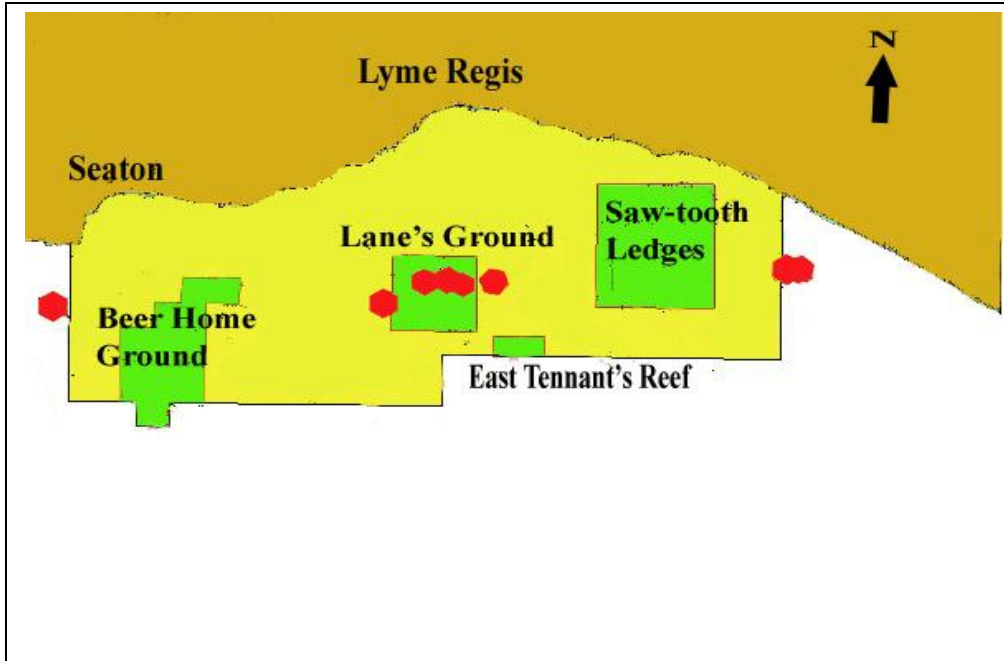 N
Lyme Regis
Seaton
Saw-tooth
Ledges
Lane's Ground
Beer Home
Ground
East Tennant's Reef